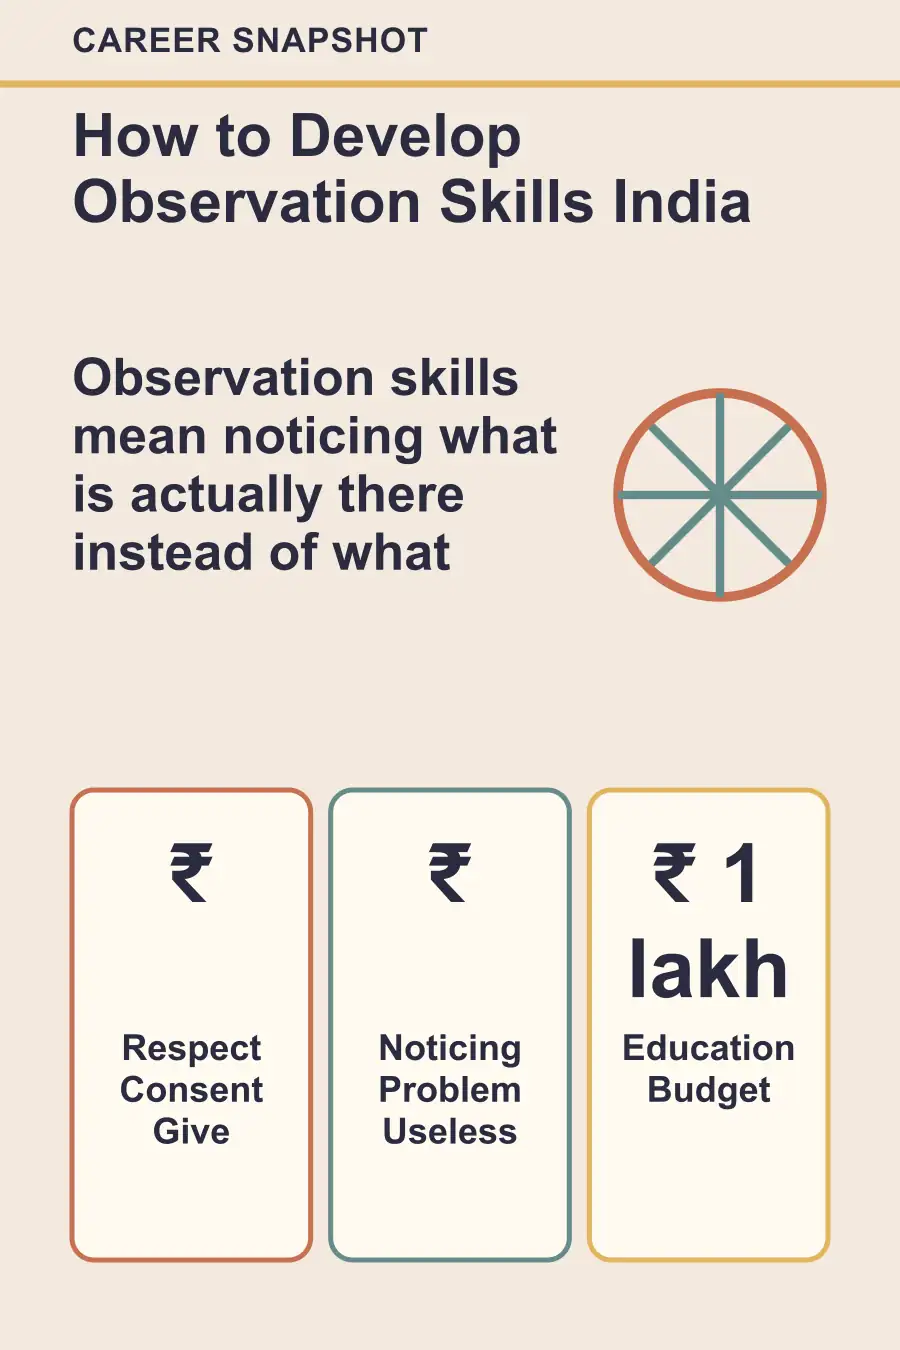 CAREER SNAPSHOT
How to Develop
Observation Skills India
Observation skills
mean noticing what
is actually there
instead of what
₹
Respect
Consent
Give
₹
Noticing
Problem
Useless
₹ 1
lakh
Education
Budget